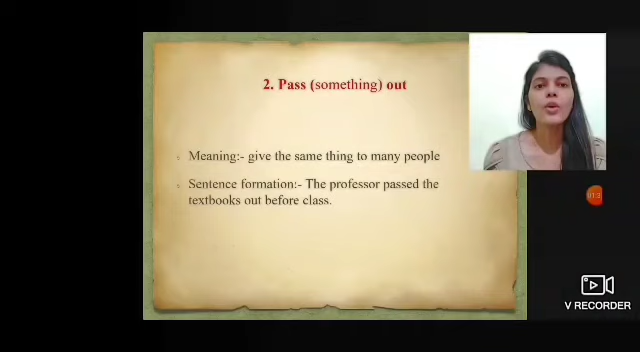 2. Pass (something) out
Meaning:- give the same thing to many people
Sentence formation:- The professor passed the
textbooks out before class.
V RECORDER